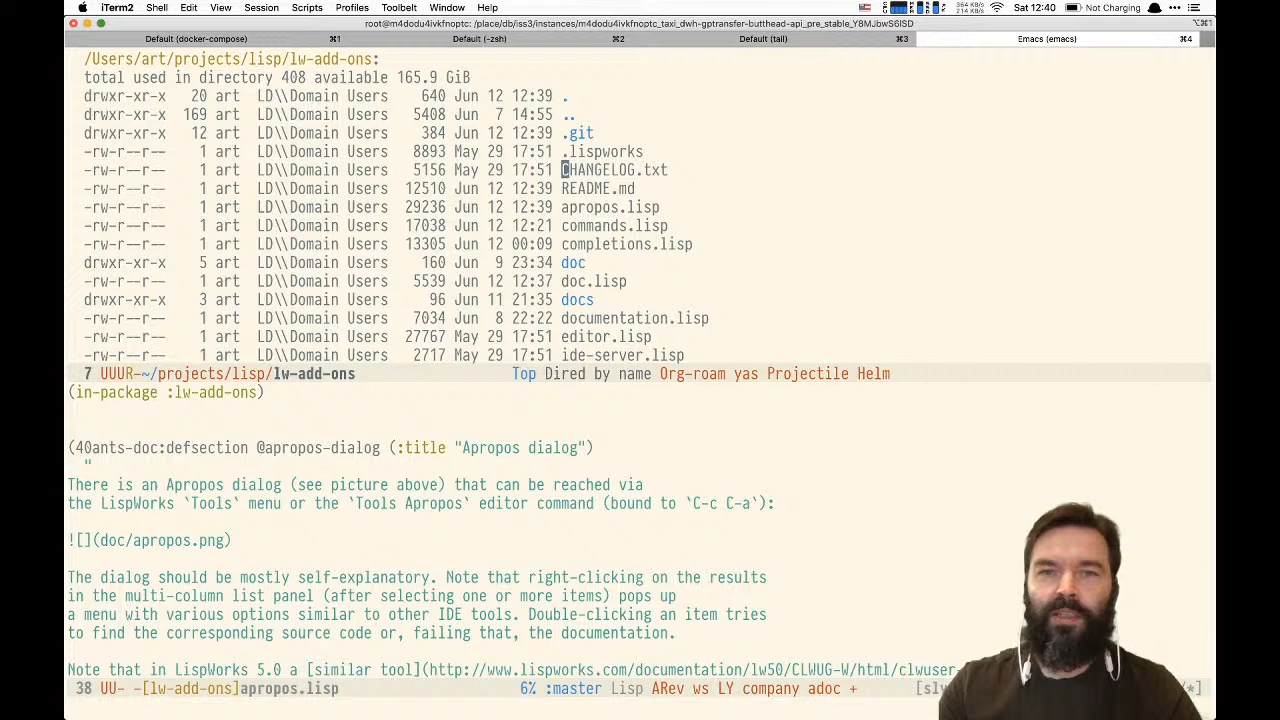 iTerm2 Shell Edit View Session Scripts Profiles Toolbelt Window Help 364 KB/s 214 KB/s Sat 12:40 Not Charging
root@m4dodu4ivkfnoptc: /place/db/iss3/instances/m4dodu4ivkfnoptc_taxi_dwh-gptransfer-butthead-api_pre_stable_Y8MJbwS6lSD ⌥⌘1
Default (docker-compose) ⌘1 Default (-zsh) ⌘2 Default (tail) ⌘3 Emacs (emacs) ⌘4
/Users/art/projects/lisp/lw-add-ons:
total used in directory 408 available 165.9 GiB
drwxr-xr-x 20 art LD\\Domain Users 640 Jun 12 12:39 .
drwxr-xr-x 169 art LD\\Domain Users 5408 Jun 7 14:55 ..
drwxr-xr-x 12 art LD\\Domain Users 384 Jun 12 12:39 .git
-rw-r--r-- 1 art LD\\Domain Users 8893 May 29 17:51 .lispworks
-rw-r--r-- 1 art LD\\Domain Users 5156 May 29 17:51 CHANGELOG.txt
-rw-r--r-- 1 art LD\\Domain Users 12510 Jun 12 12:39 README.md
-rw-r--r-- 1 art LD\\Domain Users 29236 Jun 12 12:39 apropos.lisp
-rw-r--r-- 1 art LD\\Domain Users 17038 Jun 12 12:21 commands.lisp
-rw-r--r-- 1 art LD\\Domain Users 13305 Jun 12 00:09 completions.lisp
drwxr-xr-x 5 art LD\\Domain Users 160 Jun 9 23:34 doc
-rw-r--r-- 1 art LD\\Domain Users 5539 Jun 12 12:37 doc.lisp
drwxr-xr-x 3 art LD\\Domain Users 96 Jun 11 21:35 docs
-rw-r--r-- 1 art LD\\Domain Users 7034 Jun 8 22:22 documentation.lisp
-rw-r--r-- 1 art LD\\Domain Users 27767 May 29 17:51 editor.lisp
-rw-r--r-- 1 art LD\\Domain Users 2717 May 29 17:51 ide-server.lisp
7 UUUR-~/projects/lisp/lw-add-ons Top Dired by name Org-roam yas Projectile Helm
(in-package :lw-add-ons)
(40ants-doc:defsection @apropos-dialog (:title "Apropos dialog")
"
There is an Apropos dialog (see picture above) that can be reached via
the LispWorks `Tools` menu or the `Tools Apropos` editor command (bound to `C-c C-a`):
![](doc/apropos.png)
The dialog should be mostly self-explanatory. Note that right-clicking on the results
in the multi-column list panel (after selecting one or more items) pops up
a menu with various options similar to other IDE tools. Double-clicking an item tries
to find the corresponding source code or, failing that, the documentation.
Note that in LispWorks 5.0 a [similar tool](http://www.lispworks.com/documentation/lw50/CLWUG-W/html/clwuser-
38 UU- -[lw-add-ons]apropos.lisp 6% :master Lisp ARev ws LY company adoc + [sly *]